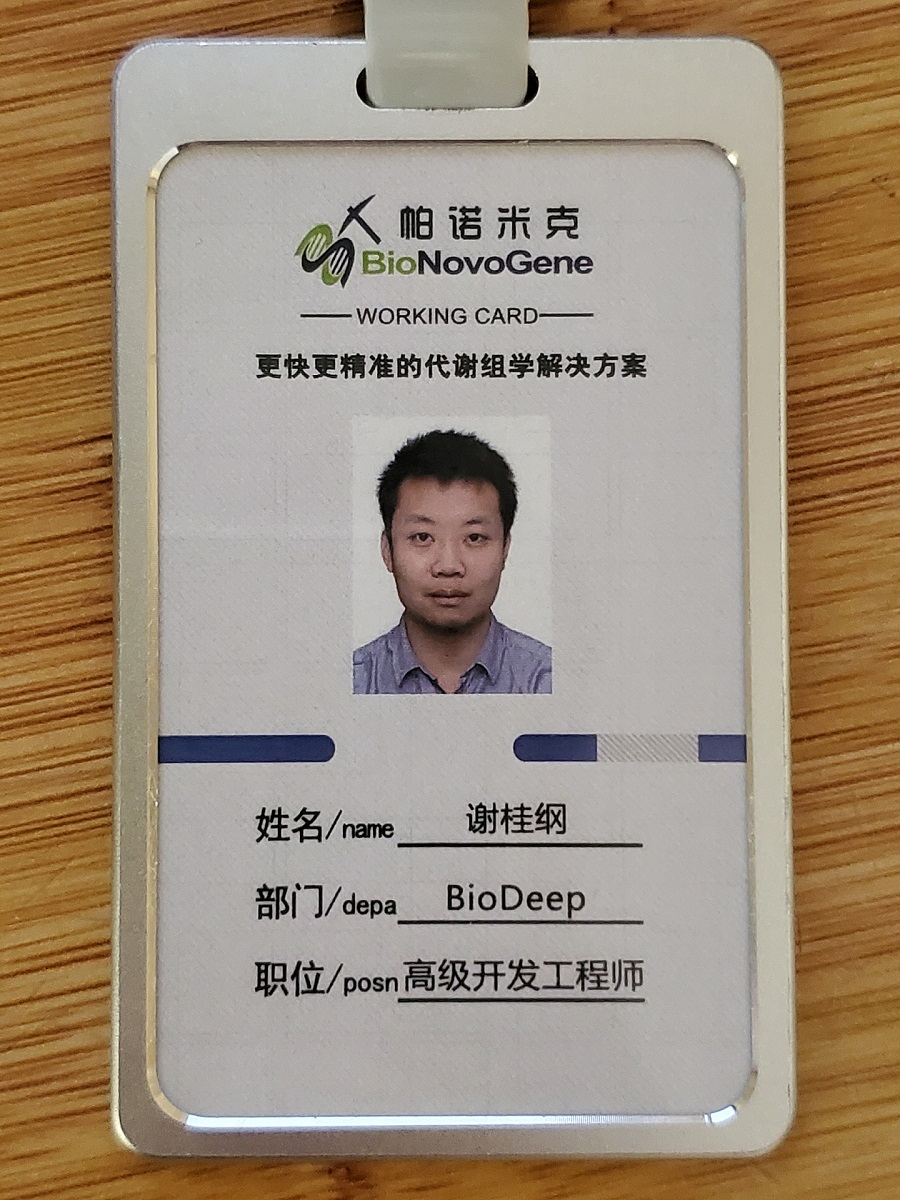 帕诺米克
BioNovoGene
WORKING CARD
更快更精准的代谢组学解决方案
姓名/name 谢桂纲
部门/depa BioDeep
职位/posn 高级开发工程师